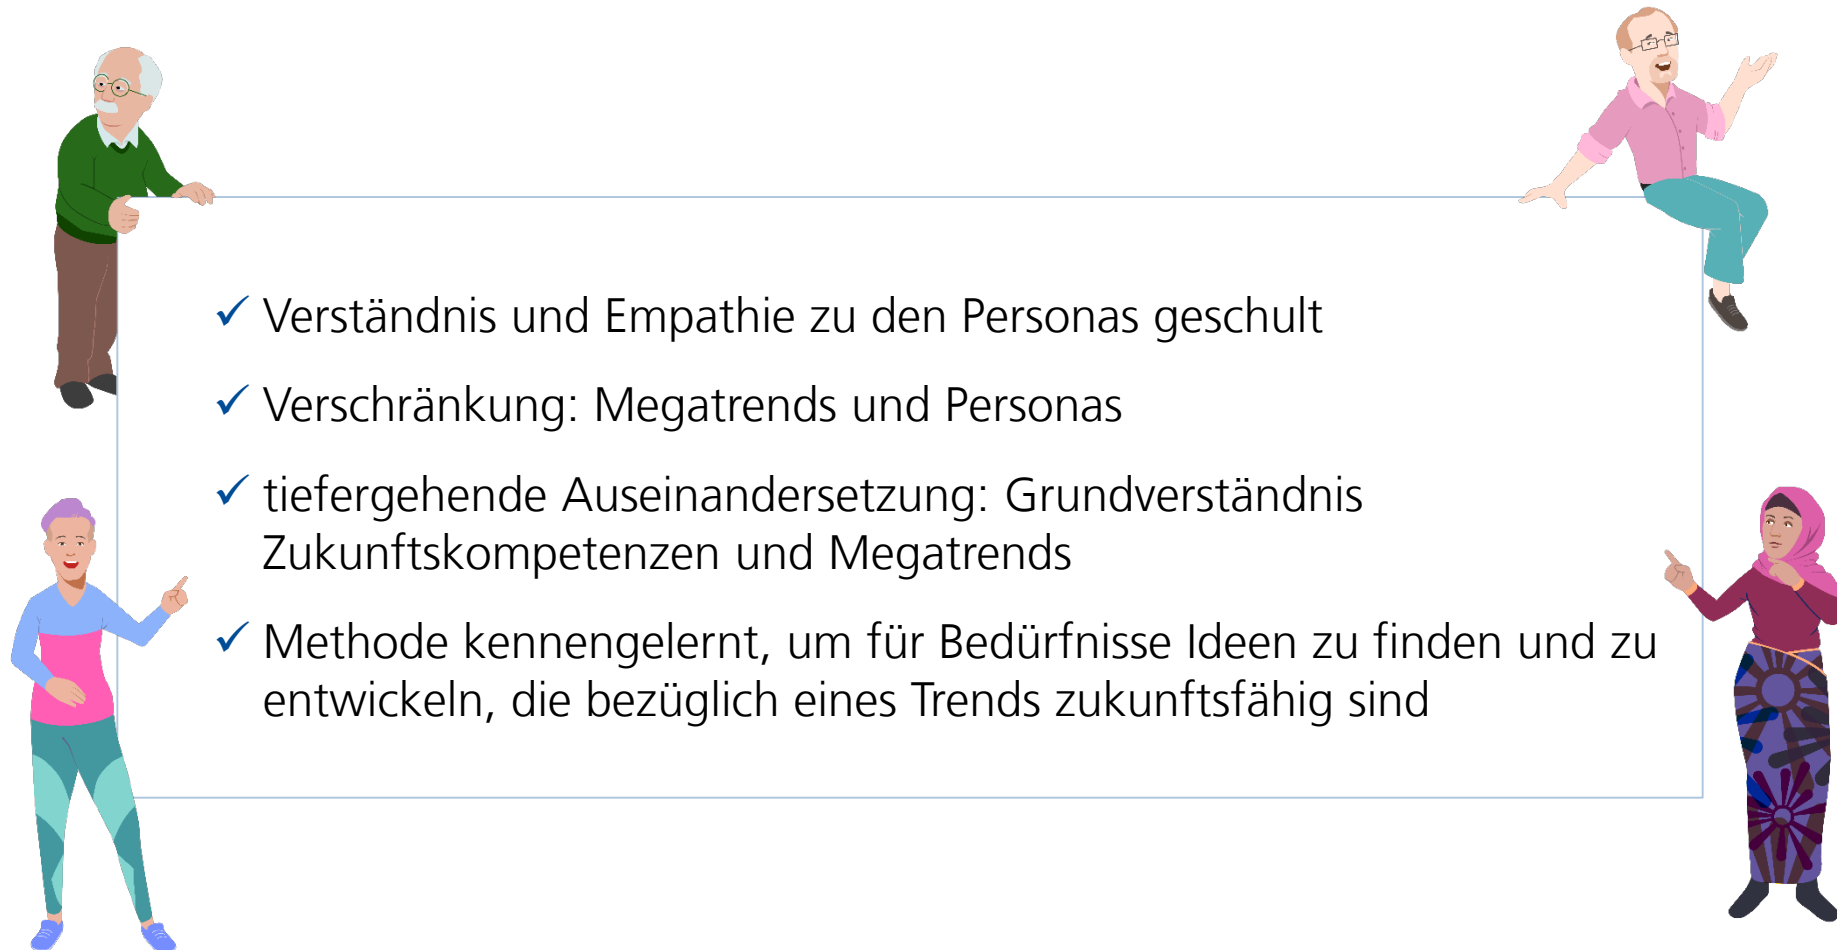 ✓ Verständnis und Empathie zu den Personas geschult
✓ Verschränkung: Megatrends und Personas
✓ tiefergehende Auseinandersetzung: Grundverständnis
Zukunftskompetenzen und Megatrends
✓ Methode kennengelernt, um für Bedürfnisse Ideen zu finden und zu
entwickeln, die bezüglich eines Trends zukunftsfähig sind